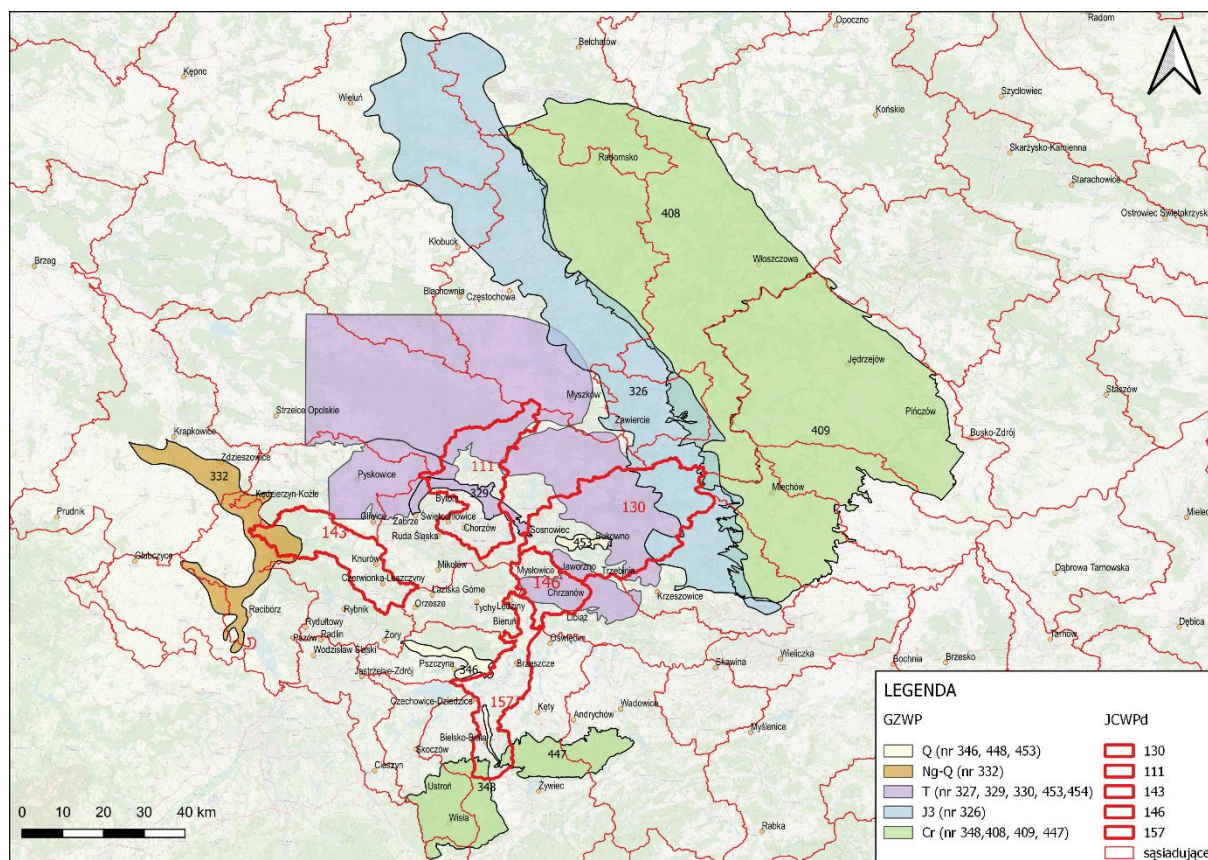 Opoczno
Radom
Bełchatów
Kępno
Wieluń
Szydłowiec
Końskie
Skarżysko-Kamienna
Radomsko
Starachowice
408
Ostrowiec Świętokrzysk
Kłobuck
Włoszczowa
Brzeg
Blachownia
Częstochowa
Jędrzejów
Myszków
326
Staszów
Strzelce Opolskie
Zawiercie
Pińczów
Krapkowice
409
Busko-Zdrój
Zdzieszowice
332
Pyskowice
111
Kędzierzyn-Koźle
329
Miechów
Bytom
130
Prudnik
Gliwice
Zabrze
Świętochłowice
Chorzów
Mielec
143
Ruda Śląska
Sosnowiec
Bukowno
453
Głubczyce
Knurów
Mikołów
Mysłowice
Jaworzno
Trzebinia
Czerwionka-Leszczyny
146
Chrzanów
Krzeszowice
Dąbrowa Tarnowska
Łaziska Górne
Racibórz
Rybnik
Orzesze
Tychy
Lędziny
Libiąż
Rydułtowy
Bieruń
Pszów
Radlin
Żory
Oświęcim
Tarnów
Dębica
Wodzisław Śląski
Wieliczka
Jastrzębie-Zdrój
Pszczyna
346
Brzeszcze
Skawina
Bochnia
Brzesko
Czechowice-Dziedzice
157
Kęty
Andrychów
Wadowice
Myślenice
Bielsko-Biała
Skoczów
447
Cieszyn
Ustroń
348
Żywiec
Wisła
Rabka
0 10 20 30 40 km
LEGENDA
GZWP JCWPd
Q (nr 346, 448, 453) 130
Ng-Q (nr 332) 111
T (nr 327, 329, 330, 453,454) 143
J3 (nr 326) 146
Cr (nr 348,408, 409, 447) 157
sąsiadujące